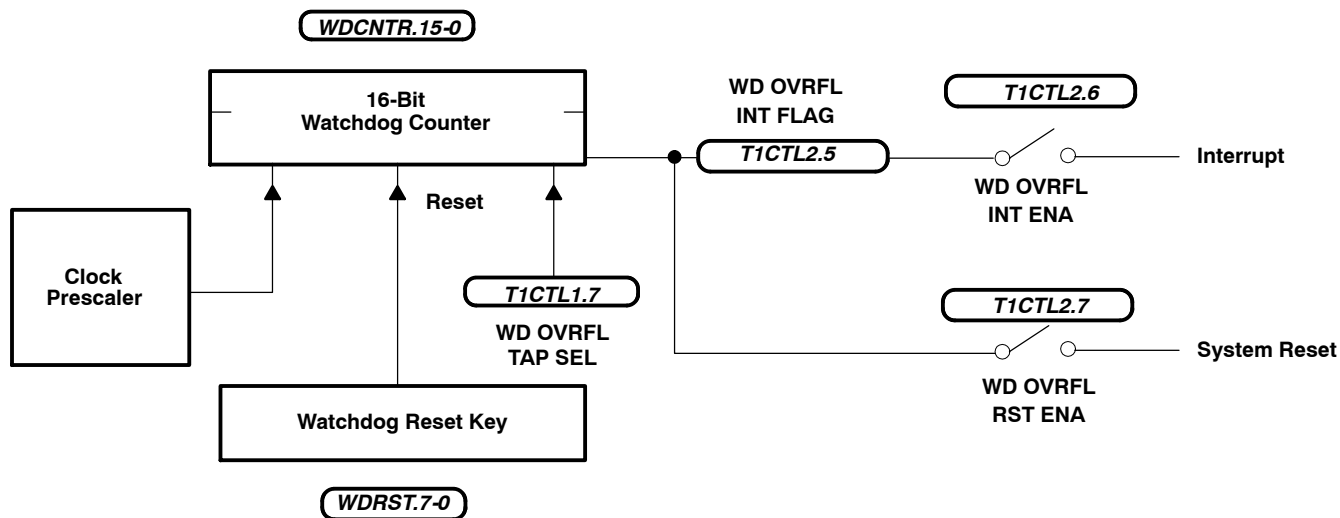 WDCNTR.15-0
16-Bit
Watchdog Counter
WD OVRFL
INT FLAG
T1CTL2.5
T1CTL2.6
WD OVRFL
INT ENA
Interrupt
Reset
Clock
Prescaler
T1CTL1.7
WD OVRFL
TAP SEL
T1CTL2.7
WD OVRFL
RST ENA
System Reset
Watchdog Reset Key
WDRST.7-0